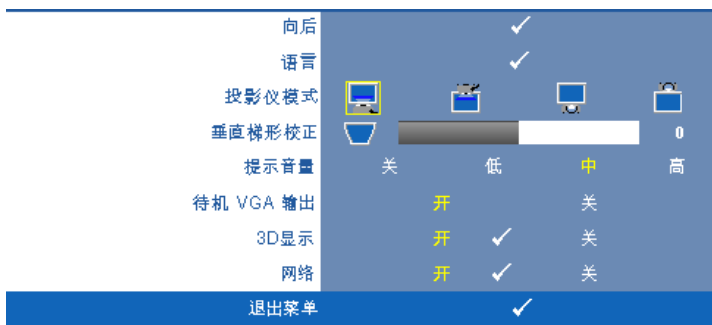 向后
语言
投影仪模式
垂直梯形校正 0
提示音量 关 低 中 高
待机 VGA 输出 开 关
3D显示 开 关
网络 开 关
退出菜单